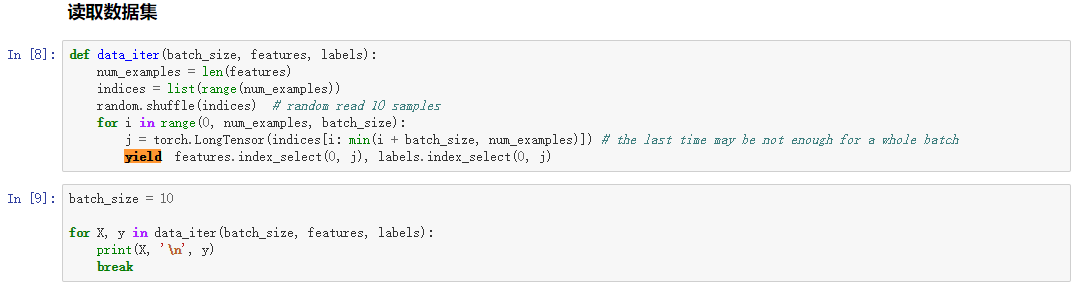 读取数据集
In [8]:
def data_iter(batch_size, features, labels):
    num_examples = len(features)
    indices = list(range(num_examples))
    random.shuffle(indices)  # random read 10 samples
    for i in range(0, num_examples, batch_size):
        j = torch.LongTensor(indices[i: min(i + batch_size, num_examples)]) # the last time may be not enough for a whole batch
        yield  features.index_select(0, j), labels.index_select(0, j)
In [9]:
batch_size = 10
for X, y in data_iter(batch_size, features, labels):
    print(X, '\n', y)
    break